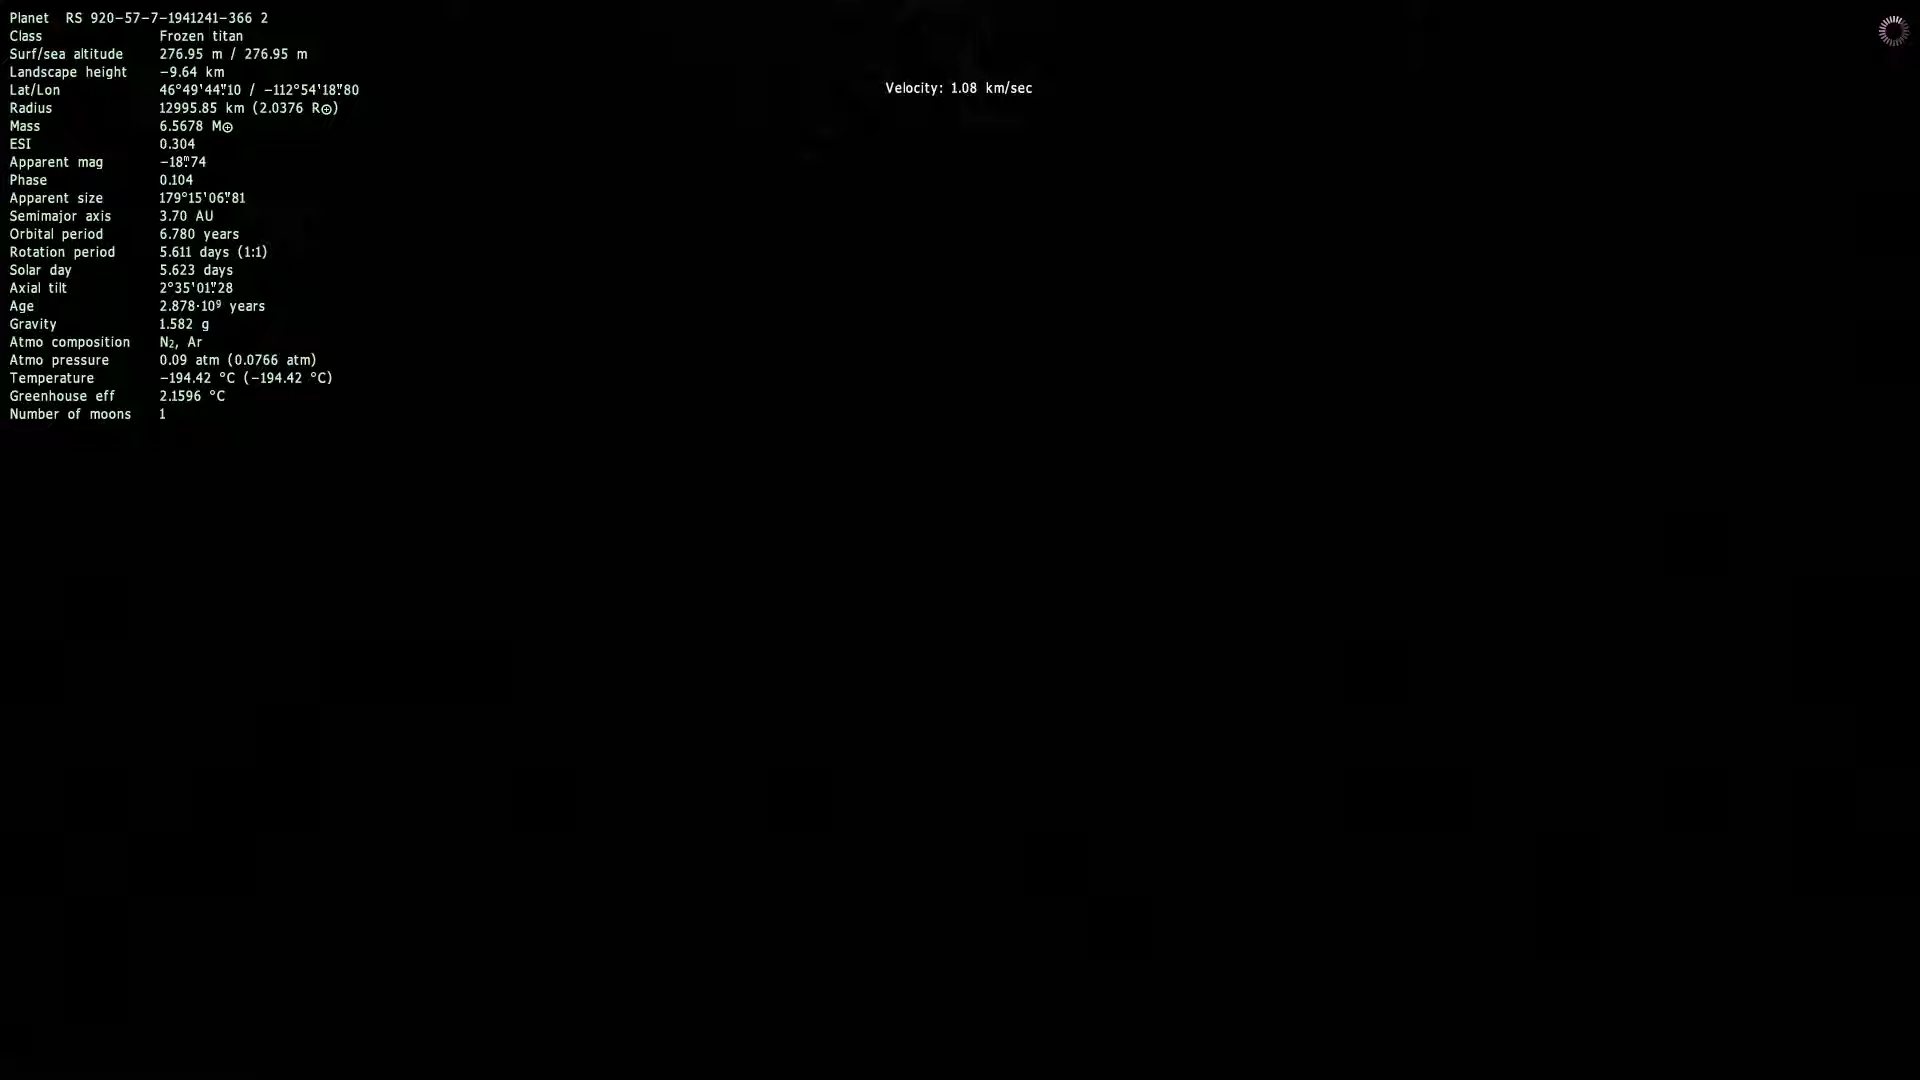 Planet RS 920-57-7-1941241-366 2
Class Frozen titan
Surf/sea altitude 276.95 m / 276.95 m
Landscape height -9.64 km
Lat/Lon 46°49'44".10 / -112°54'18".80
Velocity: 1.08 km/sec
Radius 12995.85 km (2.0376 R⊕)
Mass 6.5678 M⊕
ESI 0.304
Apparent mag -18ᵐ.74
Phase 0.104
Apparent size 179°15'06".81
Semimajor axis 3.70 AU
Orbital period 6.780 years
Rotation period 5.611 days (1:1)
Solar day 5.623 days
Axial tilt 2°35'01".28
Age 2.878·10⁹ years
Gravity 1.582 g
Atmo composition N₂, Ar
Atmo pressure 0.09 atm (0.0766 atm)
Temperature -194.42 °C (-194.42 °C)
Greenhouse eff 2.1596 °C
Number of moons 1